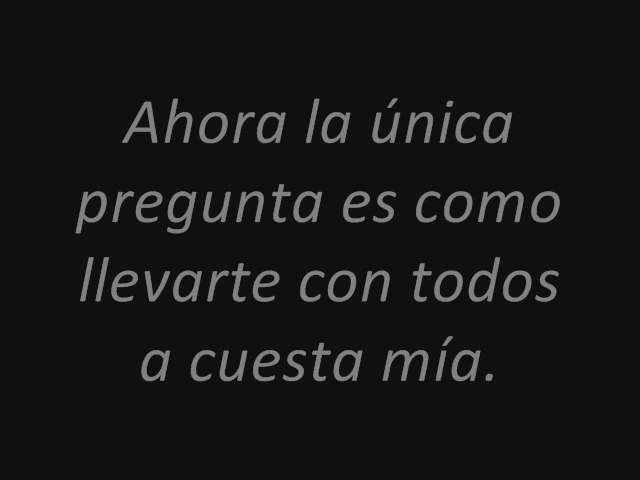 Ahora la única
pregunta es como
llevarte con todos
a cuesta mía.